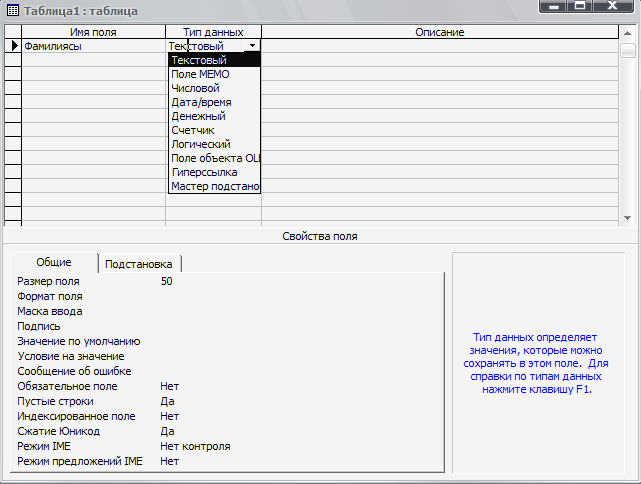 Таблица1 : таблица
Имя поля Тип данных Описание
Фамилиясы Текстовый
Текстовый
Поле МЕМО
Числовой
Дата/время
Денежный
Счетчик
Логический
Поле объекта OLE
Гиперссылка
Мастер подстано
Свойства поля
Общие Подстановка
Размер поля 50
Формат поля
Маска ввода
Подпись
Значение по умолчанию
Условие на значение
Сообщение об ошибке
Обязательное поле Нет
Пустые строки Да
Индексированное поле Нет
Сжатие Юникод Да
Режим IME Нет контроля
Режим предложений IME Нет
Тип данных определяет
значения, которые можно
сохранять в этом поле. Для
справки по типам данных
нажмите клавишу F1.